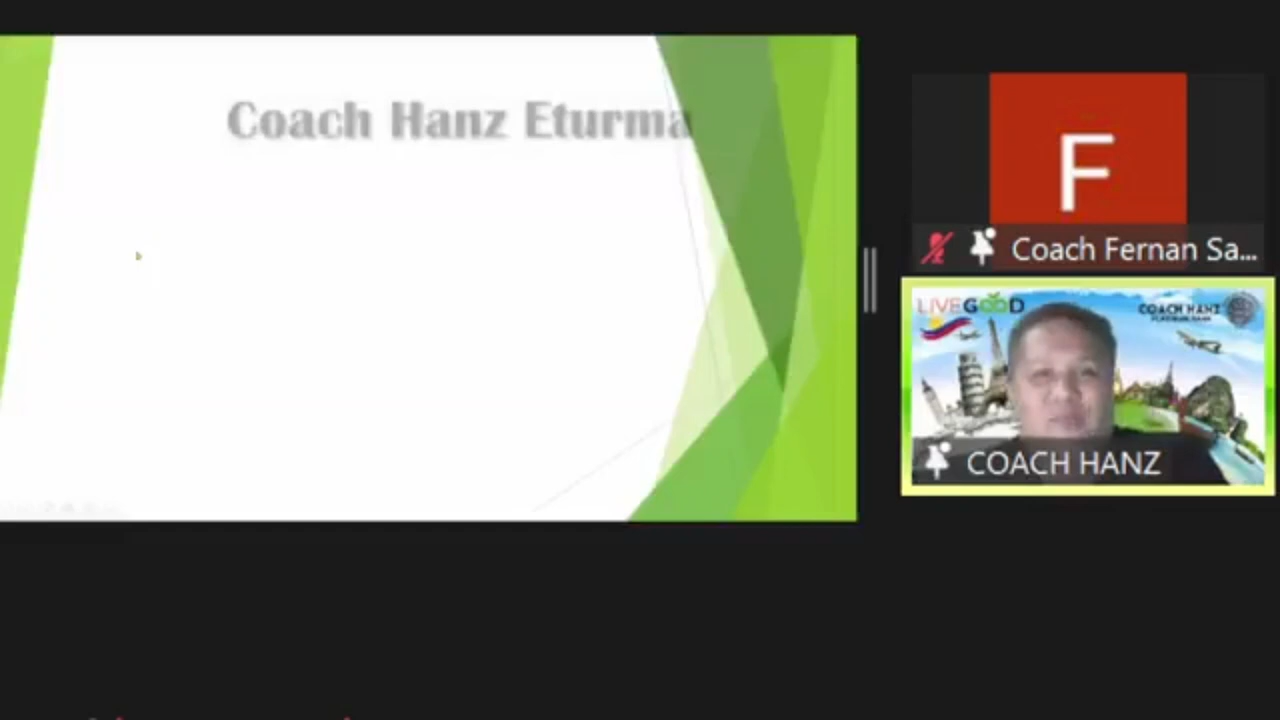 Coach Hanz Eturma
F
Coach Fernan Sa...
LIVEGOOD
COACH HANZ
COACH HANZ